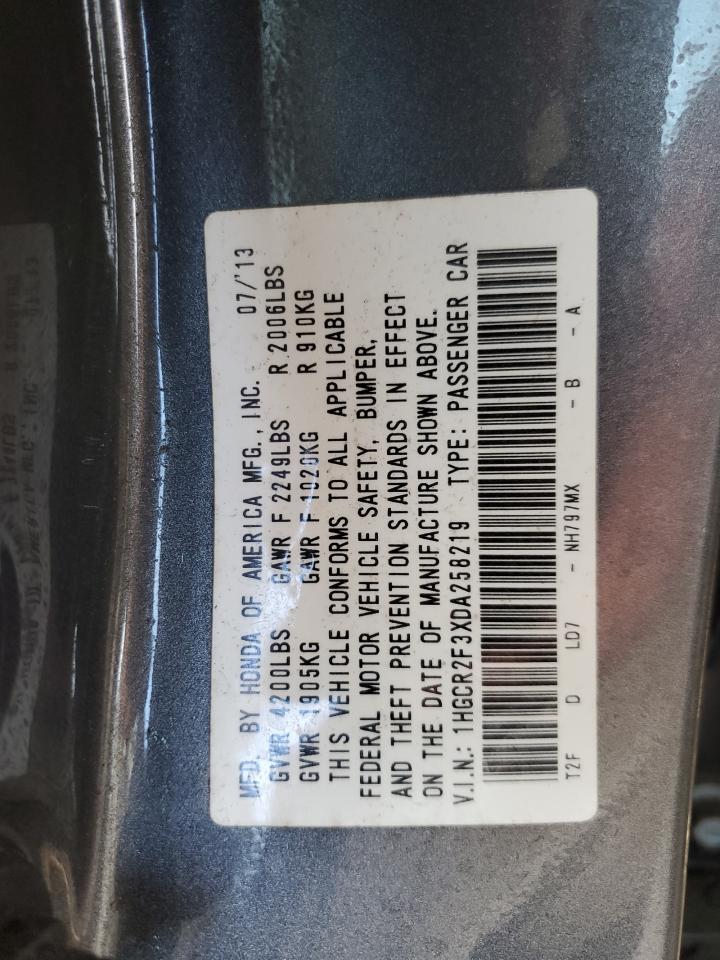 MFD. BY HONDA OF AMERICA MFG., INC. 07/'13
GVWR 4200LBS GAWR F 2249LBS R 2006LBS
GVWR 1905KG GAWR F 1020KG R 910KG
THIS VEHICLE CONFORMS TO ALL APPLICABLE
FEDERAL MOTOR VEHICLE SAFETY, BUMPER,
AND THEFT PREVENTION STANDARDS IN EFFECT
ON THE DATE OF MANUFACTURE SHOWN ABOVE.
V.I.N.: 1HGCR2F3XDA258219 TYPE: PASSENGER CAR
T2F D LD7 - NH797MX - B - A